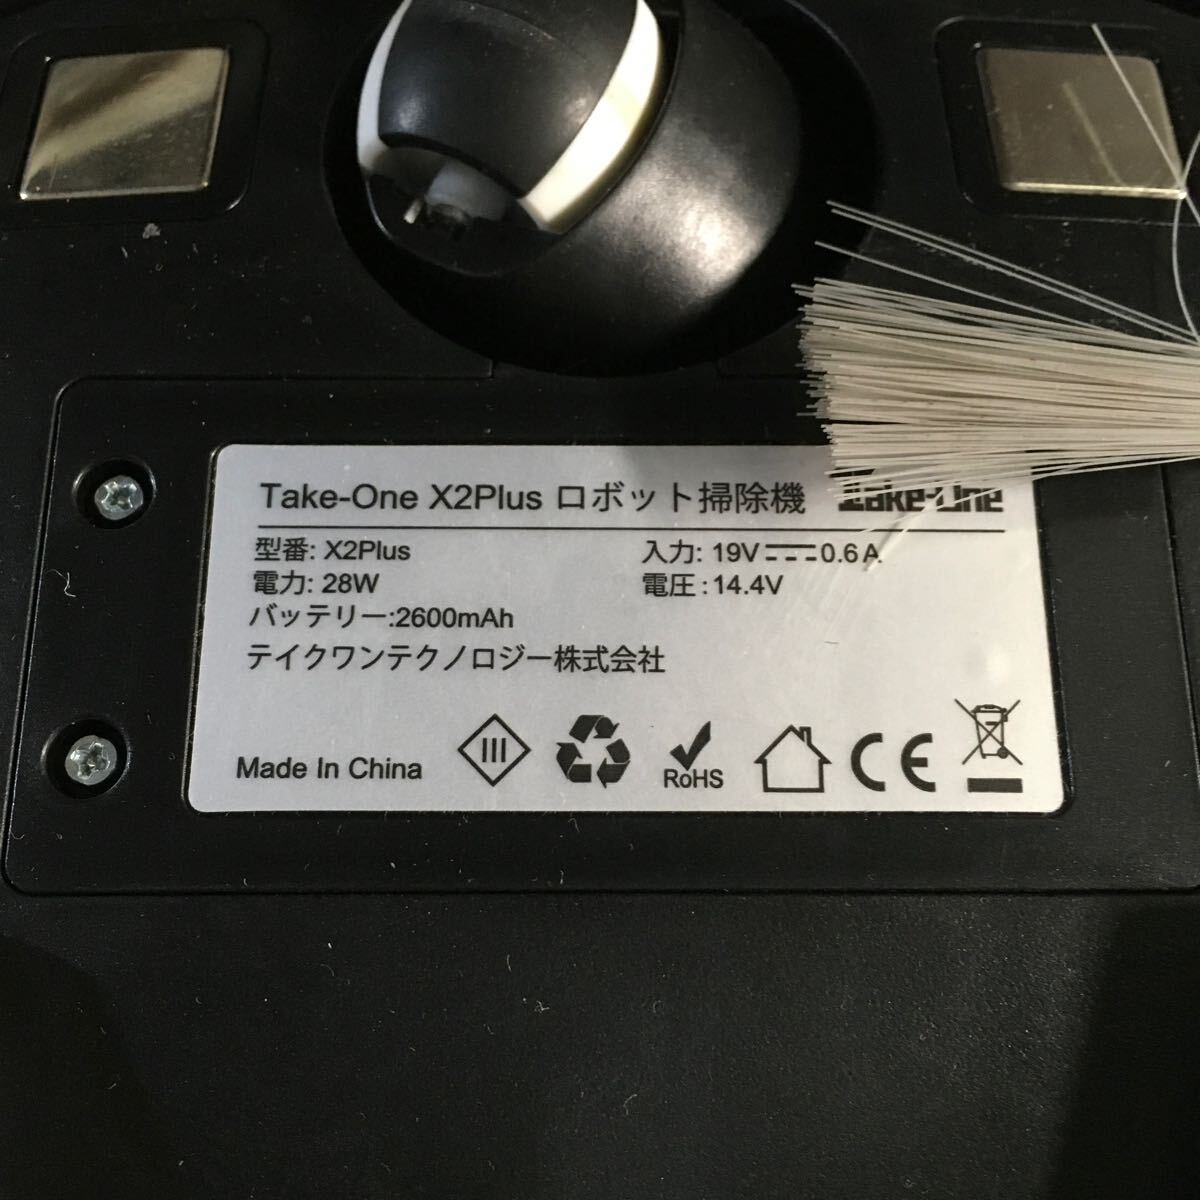 Take-One X2Plus ロボット掃除機 Take-One
型番: X2Plus 入力: 19V 0.6A
電力: 28W 電圧:14.4V
バッテリー:2600mAh
テイクワンテクノロジー株式会社
Made In China
III
RoHS
CE